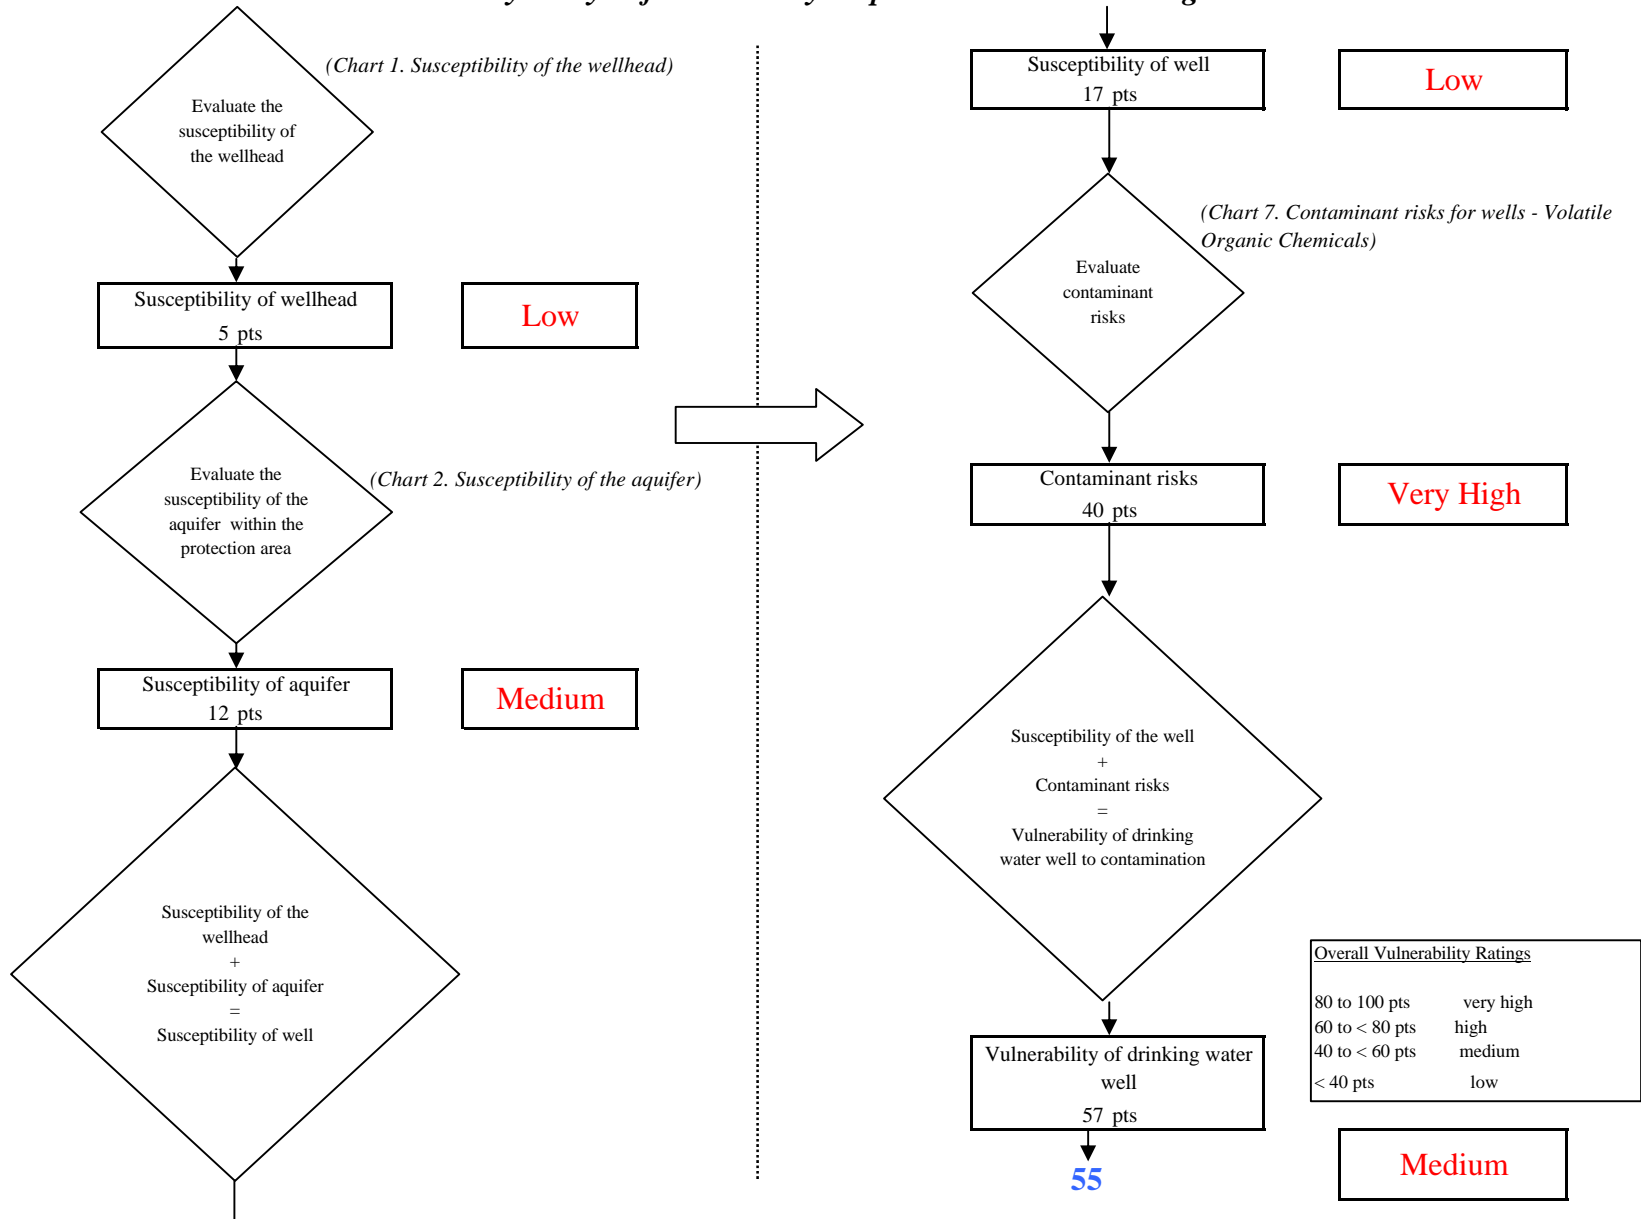 (Chart 1. Susceptibility of the wellhead)
Evaluate the
susceptibility of
the wellhead
Susceptibility of wellhead
5 pts
Low
Evaluate the
susceptibility of the
aquifer within the
protection area
(Chart 2. Susceptibility of the aquifer)
Susceptibility of aquifer
12 pts
Medium
Susceptibility of the
wellhead
+
Susceptibility of aquifer
=
Susceptibility of well
Susceptibility of well
17 pts
Low
(Chart 7. Contaminant risks for wells - Volatile
Organic Chemicals)
Evaluate
contaminant
risks
Contaminant risks
40 pts
Very High
Susceptibility of the well
+
Contaminant risks
=
Vulnerability of drinking
water well to contamination
Overall Vulnerability Ratings
80 to 100 pts very high
60 to < 80 pts high
40 to < 60 pts medium
< 40 pts low
Vulnerability of drinking water
well
57 pts
55
Medium